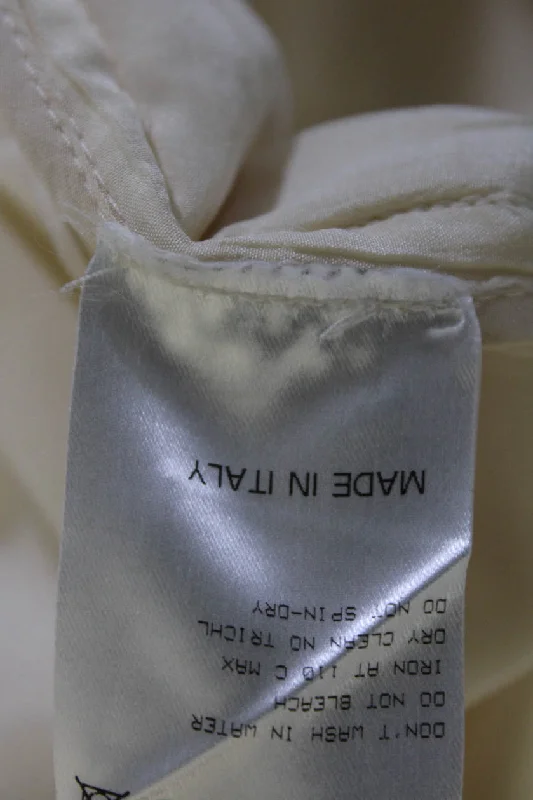 DON'T WASH IN WATER
DO NOT BLEACH
IRON AT 110 C MAX
DRY CLEAN NO TRICHL
DO NOT SPIN-DRY
MADE IN ITALY